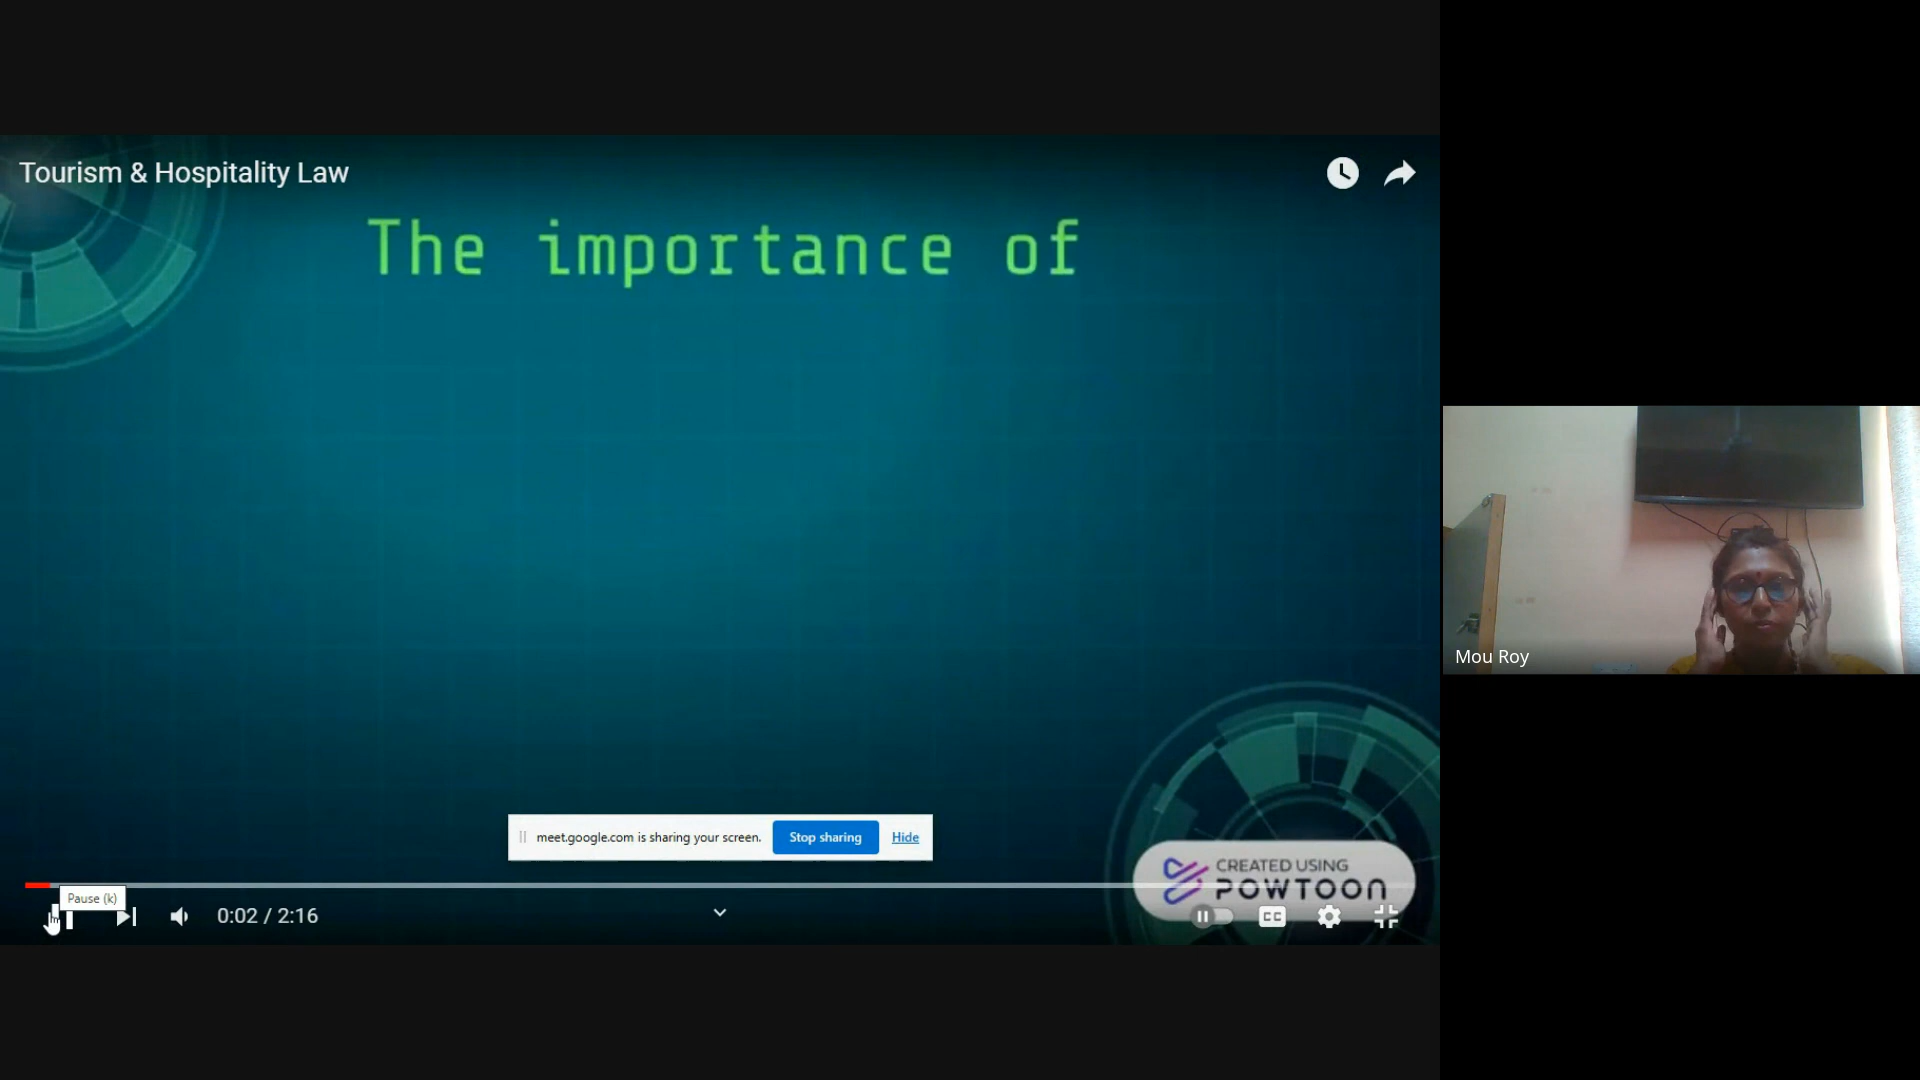 Tourism & Hospitality Law
The importance of
meet.google.com is sharing your screen. Stop sharing Hide
CREATED USING
POWTOON
Pause (k)
0:02 / 2:16
CC
Mou Roy